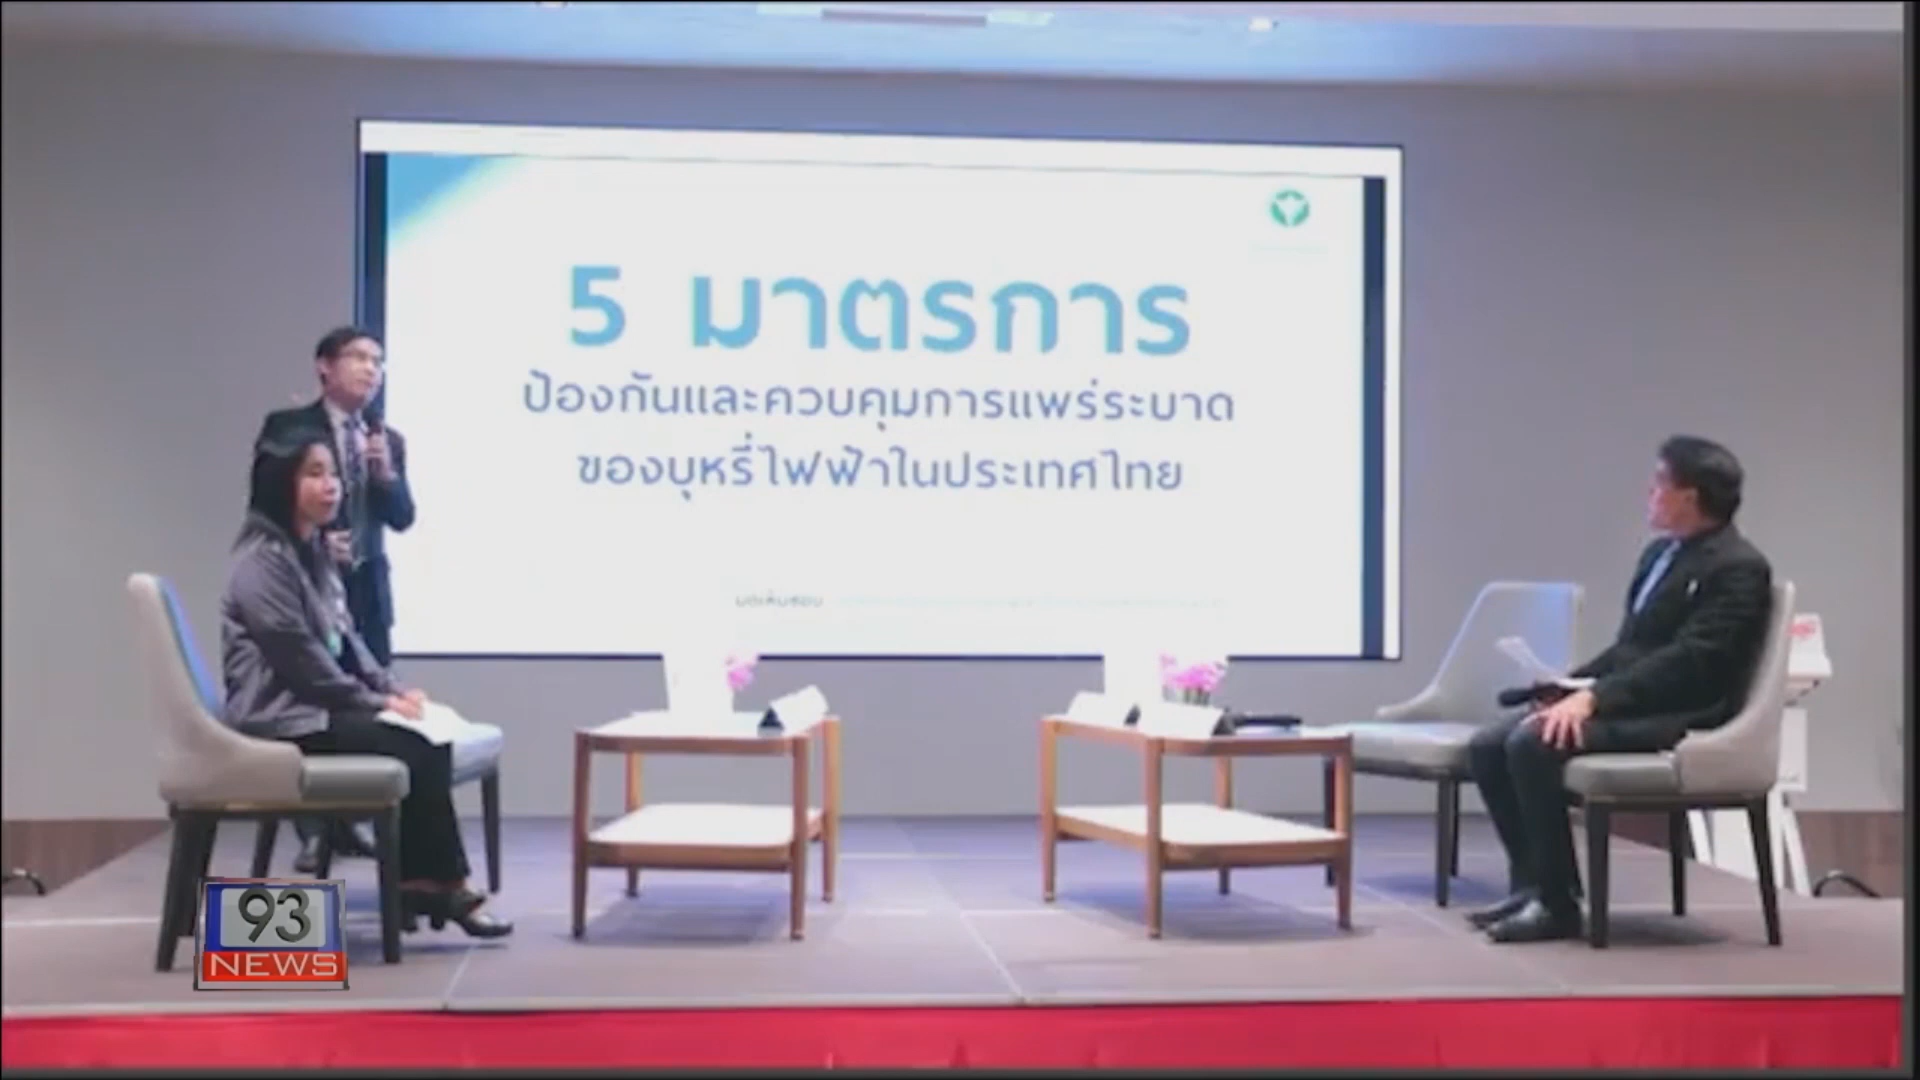 5 มาตรการ
ป้องกันและควบคุมการแพร่ระบาด
ของบุหรี่ไฟฟ้าในประเทศไทย
93
NEWS